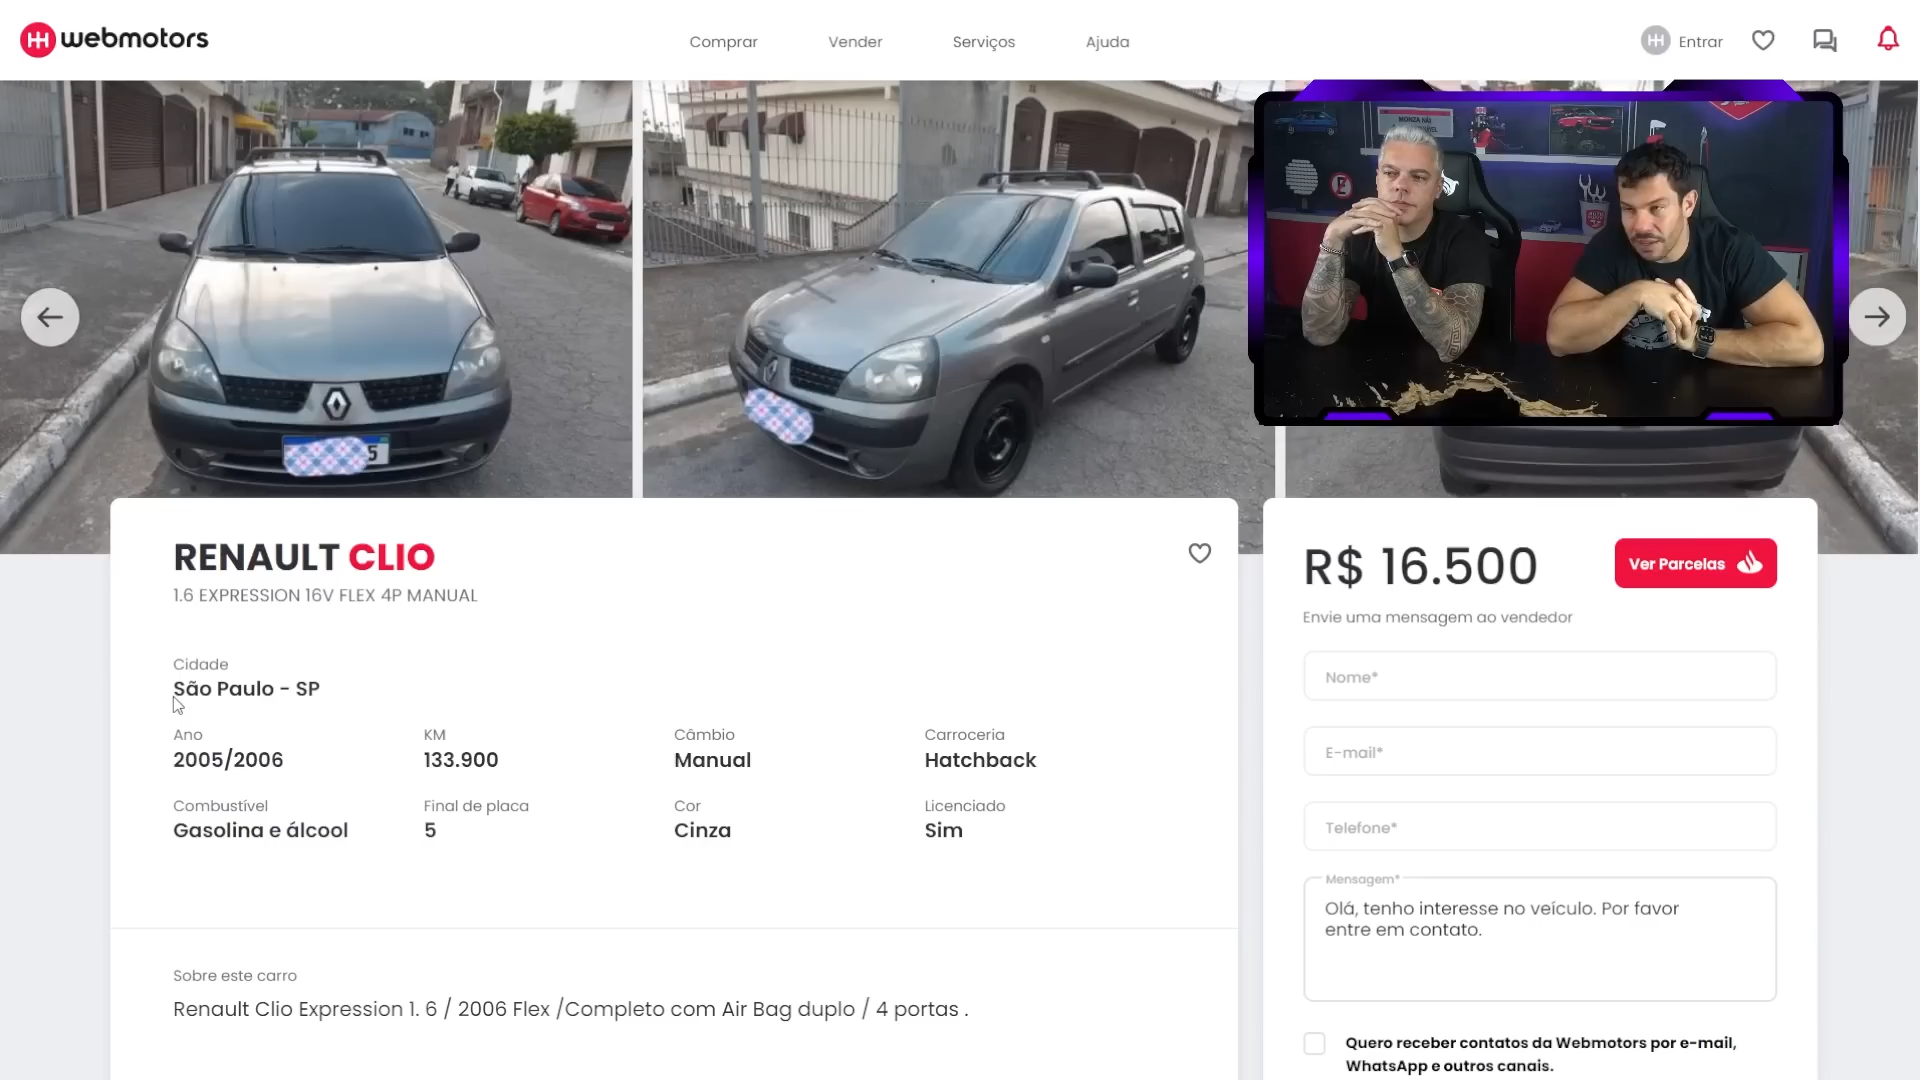 webmotors
Comprar
Vender
Serviços
Ajuda
Entrar
5
RENAULT CLIO
1.6 EXPRESSION 16V FLEX 4P MANUAL
Cidade
São Paulo - SP
Ano
KM
Câmbio
Carroceria
2005/2006
133.900
Manual
Hatchback
Combustível
Final de placa
Cor
Licenciado
Gasolina e álcool
5
Cinza
Sim
Sobre este carro
Renault Clio Expression 1. 6 / 2006 Flex /Completo com Air Bag duplo / 4 portas .
R$ 16.500
Ver Parcelas
Envie uma mensagem ao vendedor
Nome*
E-mail*
Telefone*
Mensagem*
Olá, tenho interesse no veículo. Por favor
entre em contato.
Quero receber contatos da Webmotors por e-mail,
WhatsApp e outros canais.